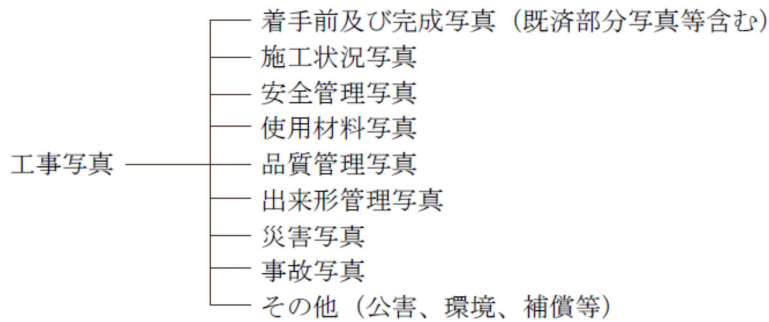 着手前及び完成写真（既済部分写真等含む）
施工状況写真
安全管理写真
使用材料写真
工事写真
品質管理写真
出来形管理写真
災害写真
事故写真
その他（公害、環境、補償等）